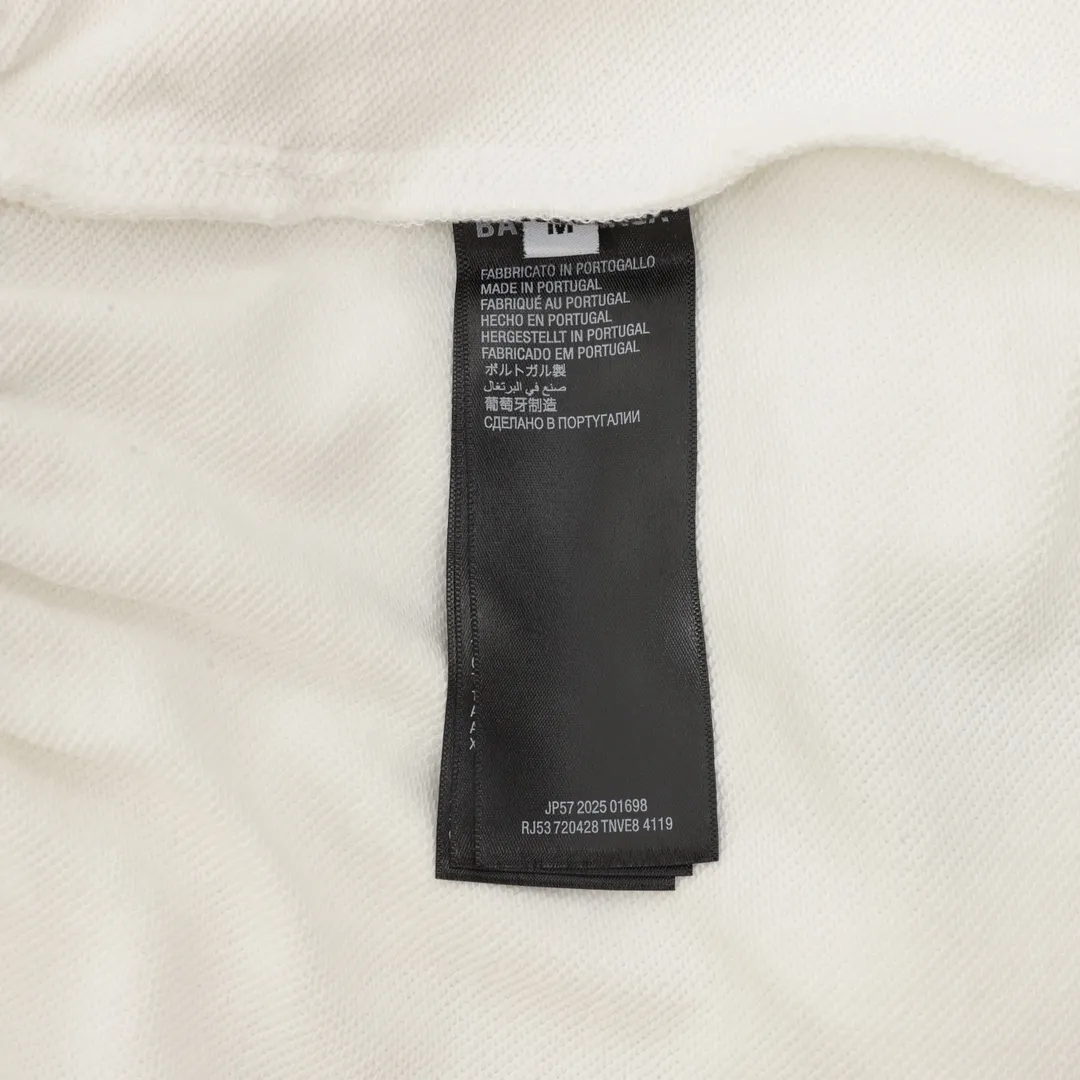 M
FABBRICATO IN PORTOGALLO
MADE IN PORTUGAL
FABRIQUÉ AU PORTUGAL
HECHO EN PORTUGAL
HERGESTELLT IN PORTUGAL
FABRICADO EM PORTUGAL
ポルトガル製
صنع في البرتغال
葡萄牙制造
СДЕЛАНО В ПОРТУГАЛИИ
JP57 2025 01698
RJ53 720428 TNVE8 4119